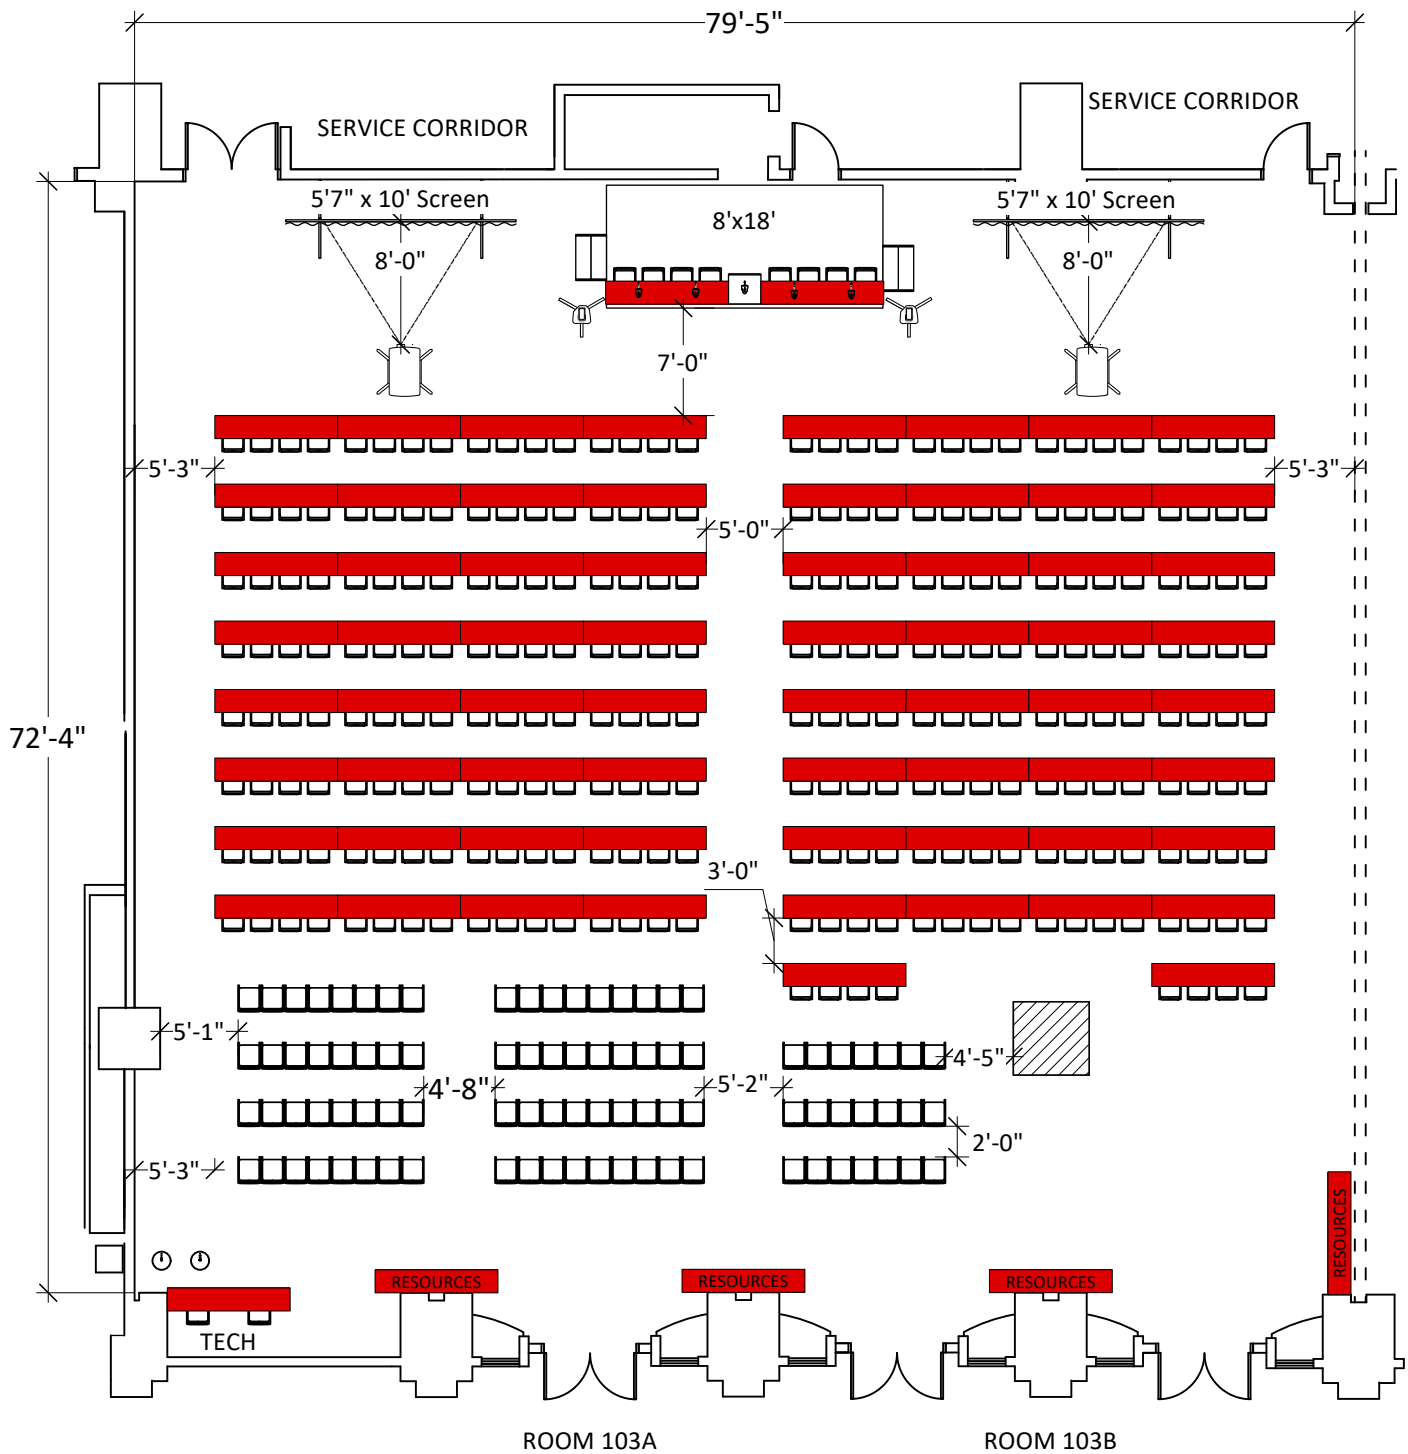 79'-5"
SERVICE CORRIDOR
SERVICE CORRIDOR
5'7" x 10' Screen
8'x18'
5'7" x 10' Screen
8'-0"
8'-0"
7'-0"
5'-3"
5'-3"
5'-0"
72'-4"
3'-0"
5'-1"
4'-8"
5'-2"
4'-5"
2'-0"
5'-3"
RESOURCES
RESOURCES
RESOURCES
RESOURCES
TECH
ROOM 103A
ROOM 103B